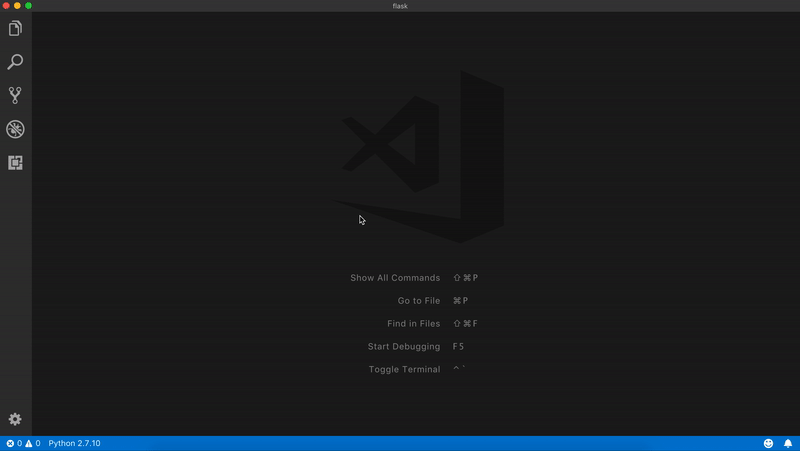 flask
Show All Commands ⇧⌘P
Go to File ⌘P
Find in Files ⇧⌘F
Start Debugging F5
Toggle Terminal ⌃`
0 0 Python 2.7.10